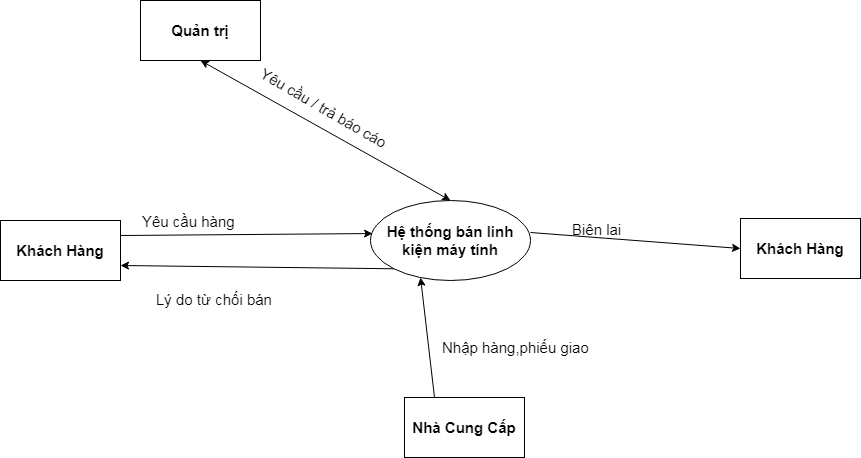 Quản trị
Yêu cầu / trả báo cáo
Yêu cầu hàng
Hệ thống bán linh
kiện máy tính
Biên lai
Khách Hàng
Khách Hàng
Lý do từ chối bán
Nhập hàng,phiếu giao
Nhà Cung Cấp